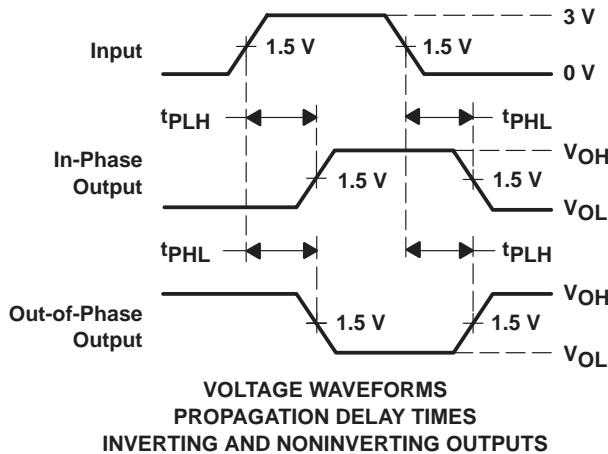 3 V
Input
1.5 V
1.5 V
0 V
tPLH
tPHL
In-Phase
Output
VOH
1.5 V
1.5 V
VOL
tPHL
tPLH
Out-of-Phase
Output
VOH
1.5 V
1.5 V
VOL
VOLTAGE WAVEFORMS
PROPAGATION DELAY TIMES
INVERTING AND NONINVERTING OUTPUTS